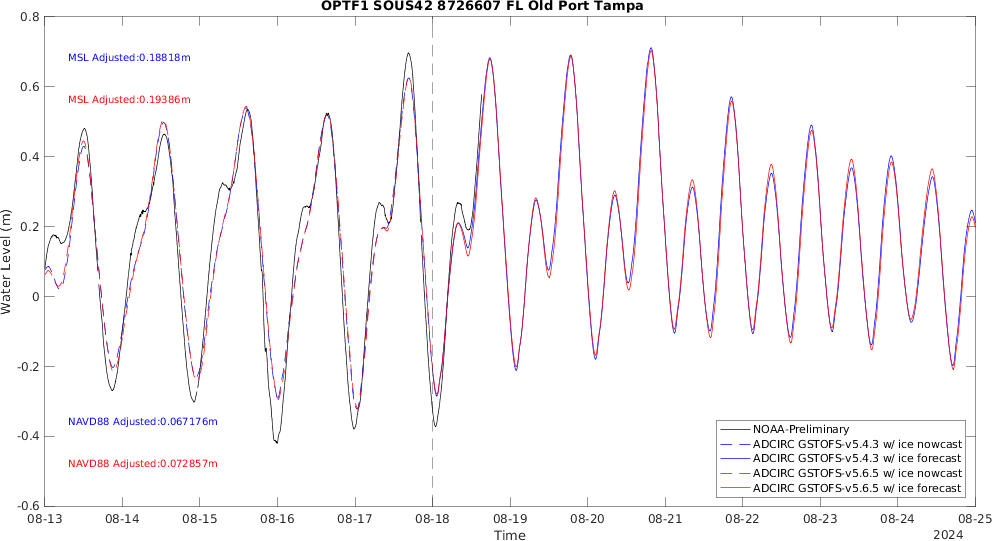 OPTF1 SOUS42 8726607 FL Old Port Tampa
0.8
MSL Adjusted:0.18818m
0.6
MSL Adjusted:0.19386m
0.4
0.2
Water Level (m)
0
-0.2
NAVD88 Adjusted:0.067176m
NOAA-Preliminary
-0.4
ADCIRC GSTOFS-v5.4.3 w/ ice nowcast
ADCIRC GSTOFS-v5.4.3 w/ ice forecast
NAVD88 Adjusted:0.072857m
ADCIRC GSTOFS-v5.6.5 w/ ice nowcast
ADCIRC GSTOFS-v5.6.5 w/ ice forecast
-0.6
08-13 08-14 08-15 08-16 08-17 08-18 08-19 08-20 08-21 08-22 08-23 08-24 08-25
Time
2024